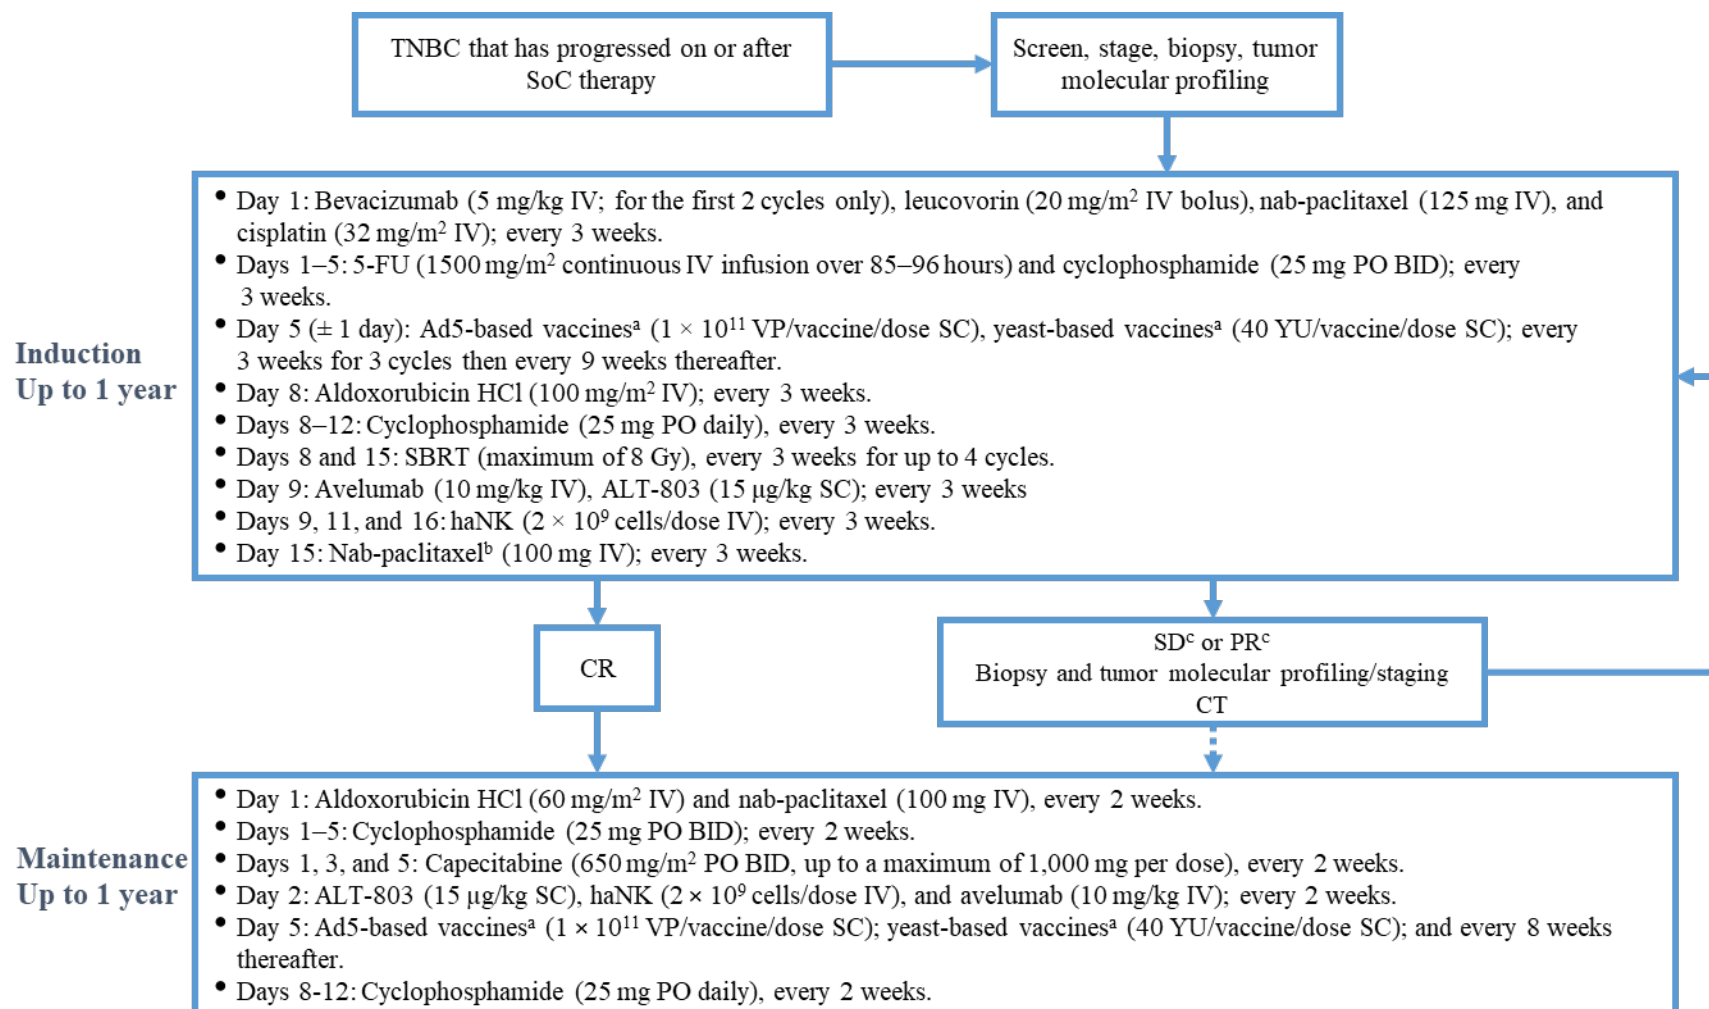 TNBC that has progressed on or after
SoC therapy
Screen, stage, biopsy, tumor
molecular profiling
Induction
Up to 1 year
• Day 1: Bevacizumab (5 mg/kg IV; for the first 2 cycles only), leucovorin (20 mg/m² IV bolus), nab-paclitaxel (125 mg IV), and
cisplatin (32 mg/m² IV); every 3 weeks.
• Days 1–5: 5-FU (1500 mg/m² continuous IV infusion over 85–96 hours) and cyclophosphamide (25 mg PO BID); every
3 weeks.
• Day 5 (± 1 day): Ad5-based vaccinesᵃ (1 × 10¹¹ VP/vaccine/dose SC), yeast-based vaccinesᵃ (40 YU/vaccine/dose SC); every
3 weeks for 3 cycles then every 9 weeks thereafter.
• Day 8: Aldoxorubicin HCl (100 mg/m² IV); every 3 weeks.
• Days 8–12: Cyclophosphamide (25 mg PO daily), every 3 weeks.
• Days 8 and 15: SBRT (maximum of 8 Gy), every 3 weeks for up to 4 cycles.
• Day 9: Avelumab (10 mg/kg IV), ALT-803 (15 µg/kg SC); every 3 weeks
• Days 9, 11, and 16: haNK (2 × 10⁹ cells/dose IV); every 3 weeks.
• Day 15: Nab-paclitaxelᵇ (100 mg IV); every 3 weeks.
CR
SDᶜ or PRᶜ
Biopsy and tumor molecular profiling/staging
CT
Maintenance
Up to 1 year
• Day 1: Aldoxorubicin HCl (60 mg/m² IV) and nab-paclitaxel (100 mg IV), every 2 weeks.
• Days 1–5: Cyclophosphamide (25 mg PO BID); every 2 weeks.
• Days 1, 3, and 5: Capecitabine (650 mg/m² PO BID, up to a maximum of 1,000 mg per dose), every 2 weeks.
• Day 2: ALT-803 (15 µg/kg SC), haNK (2 × 10⁹ cells/dose IV), and avelumab (10 mg/kg IV); every 2 weeks.
• Day 5: Ad5-based vaccinesᵃ (1 × 10¹¹ VP/vaccine/dose SC); yeast-based vaccinesᵃ (40 YU/vaccine/dose SC); and every 8 weeks
thereafter.
• Days 8-12: Cyclophosphamide (25 mg PO daily), every 2 weeks.